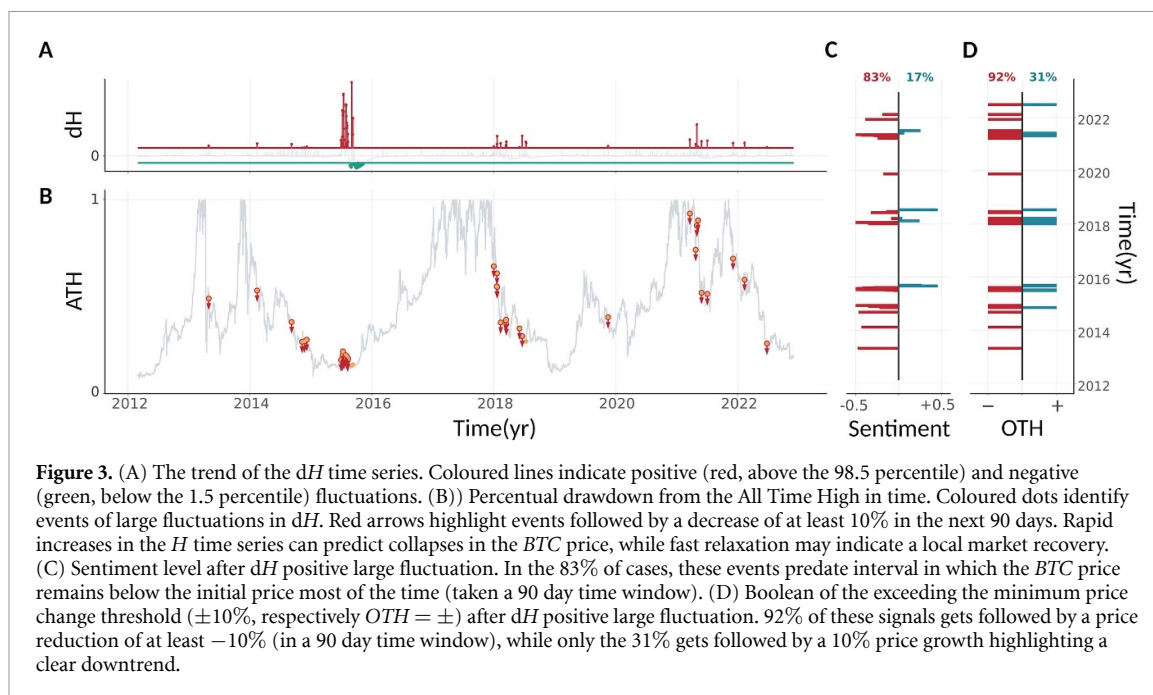 A
C
D
83%
17%
92%
31%
dH
0
2022
2020
2018
2016
2014
2012
Time(yr)
B
1
ATH
0
2012
2014
2016
2018
2020
2022
Time(yr)
-0.5
+0.5
Sentiment
−
+
OTH
Figure 3. (A) The trend of the dH time series. Coloured lines indicate positive (red, above the 98.5 percentile) and negative
(green, below the 1.5 percentile) fluctuations. (B)) Percentual drawdown from the All Time High in time. Coloured dots identify
events of large fluctuations in dH. Red arrows highlight events followed by a decrease of at least 10% in the next 90 days. Rapid
increases in the H time series can predict collapses in the BTC price, while fast relaxation may indicate a local market recovery.
(C) Sentiment level after dH positive large fluctuation. In the 83% of cases, these events predate interval in which the BTC price
remains below the initial price most of the time (taken a 90 day time window). (D) Boolean of the exceeding the minimum price
change threshold (±10%, respectively OTH = ±) after dH positive large fluctuation. 92% of these signals gets followed by a price
reduction of at least −10% (in a 90 day time window), while only the 31% gets followed by a 10% price growth highlighting a
clear downtrend.